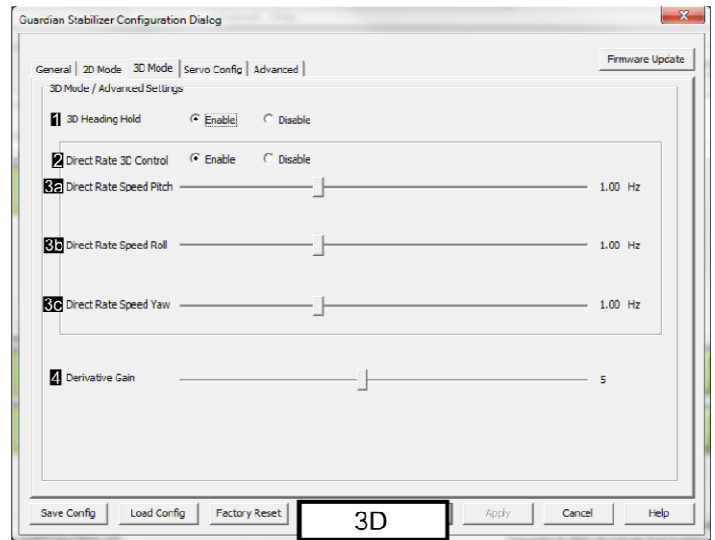 Guardian Stabilizer Configuration Dialog
X
Firmware Update
General 2D Mode 3D Mode Servo Config Advanced
3D Mode / Advanced Settings
1 3D Heading Hold Enable Disable
2 Direct Rate 3D Control Enable Disable
3a Direct Rate Speed Pitch 1.00 Hz
3b Direct Rate Speed Roll 1.00 Hz
3c Direct Rate Speed Yaw 1.00 Hz
4 Derivative Gain 5
Save Config Load Config Factory Reset 3D Apply Cancel Help